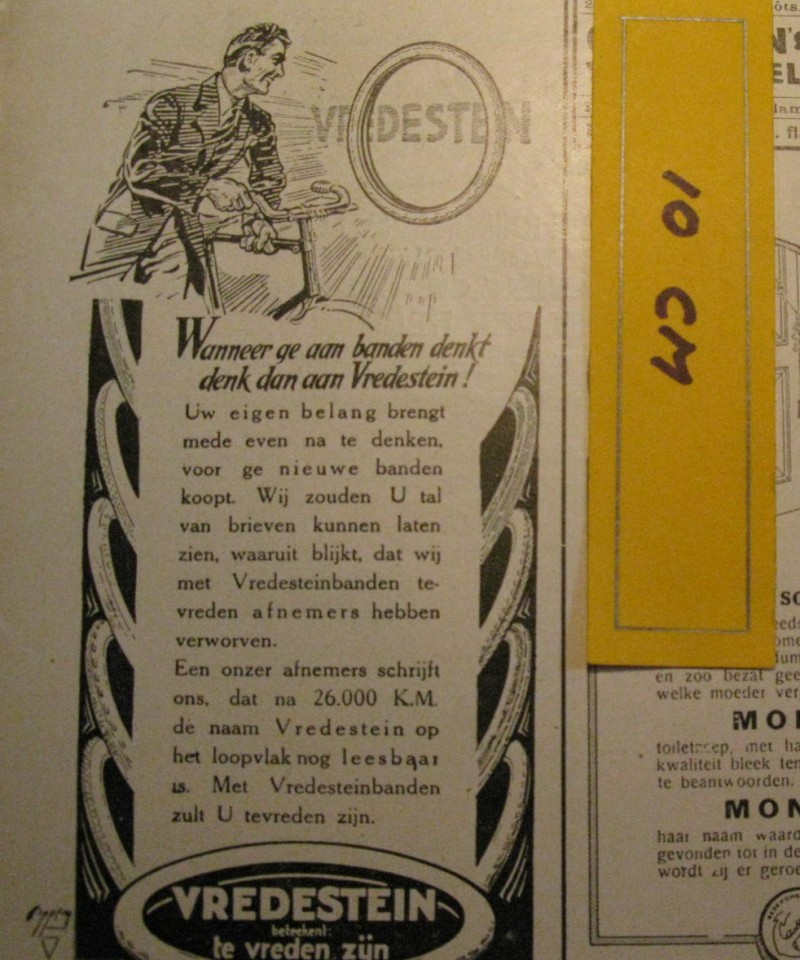 VREDESTEIN
Wanneer ge aan banden denkt
denk dan aan Vredestein!
Uw eigen belang brengt
mede even na te denken,
voor ge nieuwe banden
koopt. Wij zouden U tal
van brieven kunnen laten
zien, waaruit blijkt, dat wij
met Vredesteinbanden te-
vreden afnemers hebben
verworven.
Een onzer afnemers schrijft
ons, dat na 26.000 K.M.
de naam Vredestein op
het loopvlak nog leesbaar
is. Met Vredesteinbanden
zult U tevreden zijn.
VREDESTEIN
beteekent:
te vreden zijn
10 CM
en zoo bezat
welke moeder
toiletzeep, met
kwaliteit bleek
te beantwoorden.
haar naam
gevonden tot in
wordt zij er